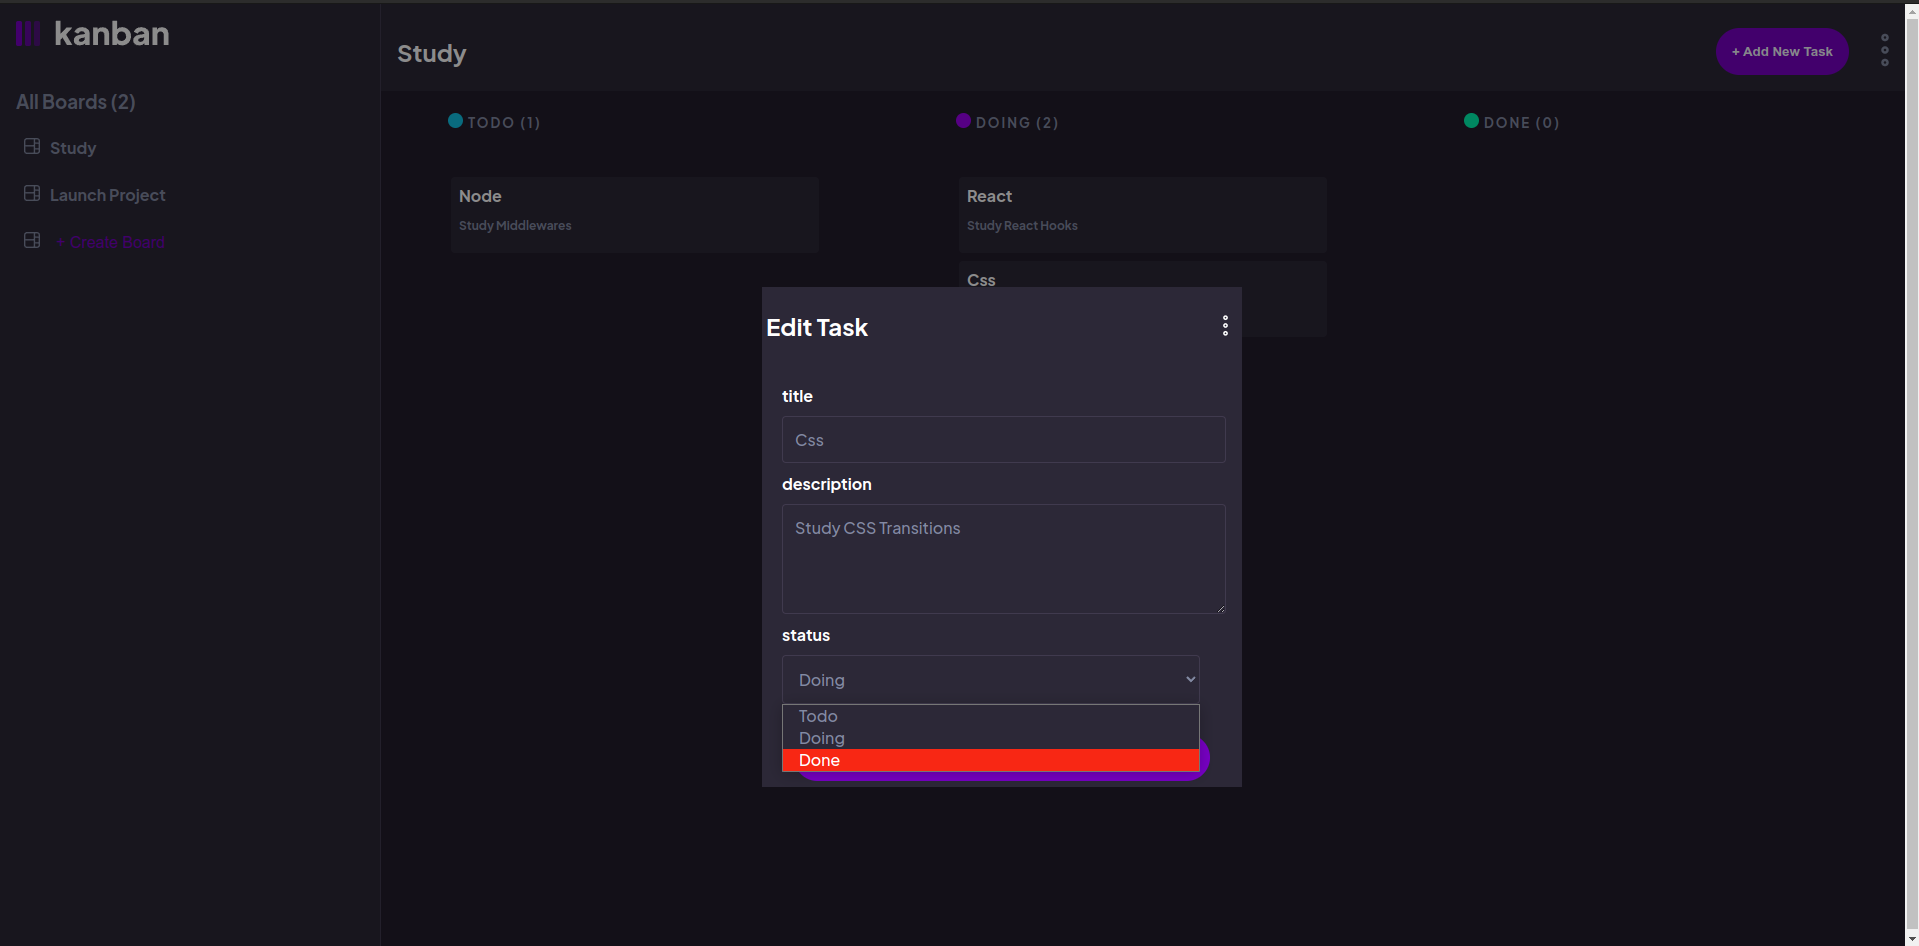 kanban
All Boards (2)
Study
Launch Project
+ Create Board
Study
+ Add New Task
TODO (1)
Node
Study Middlewares
DOING (2)
React
Study React Hooks
Css
DONE (0)
Edit Task
title
Css
description
Study CSS Transitions
status
Doing
Todo
Doing
Done